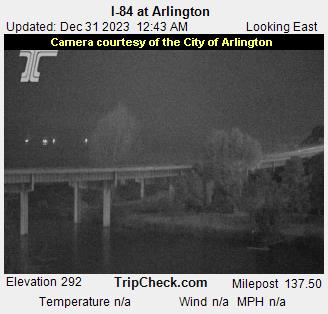 I-84 at Arlington
Updated: Dec 31 2023 12:43 AM Looking East
Camera courtesy of the City of Arlington
Elevation 292 TripCheck.com Milepost 137.50
Temperature n/a Wind n/a MPH n/a